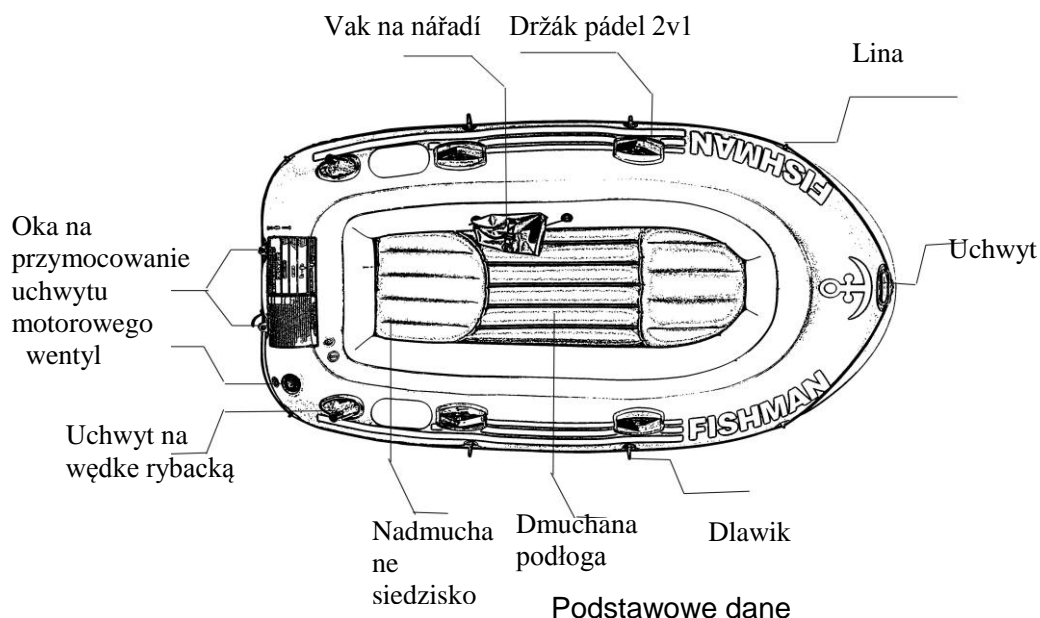 Vak na nářadí
Držák pádel 2v1
Lina
FISHMAN
Oka na
przymocowanie
uchwytu
motorowego
wentyl
Uchwyt
FISHMAN
Uchwyt na
wędke rybacką
Nadmucha
ne
siedzisko
Dmuchana
podłoga
Dlawik
Podstawowe dane